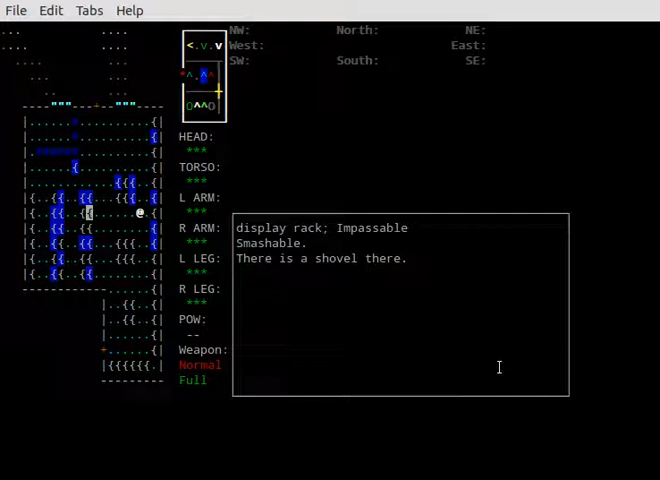 File Edit Tabs Help
NW: North: NE:
West: East:
SW: South: SE:
HEAD:
***
TORSO:
***
L ARM:
***
R ARM:
***
L LEG:
***
R LEG:
***
POW:
--
Weapon:
Normal
Full
display rack; Impassable
Smashable.
There is a shovel there.